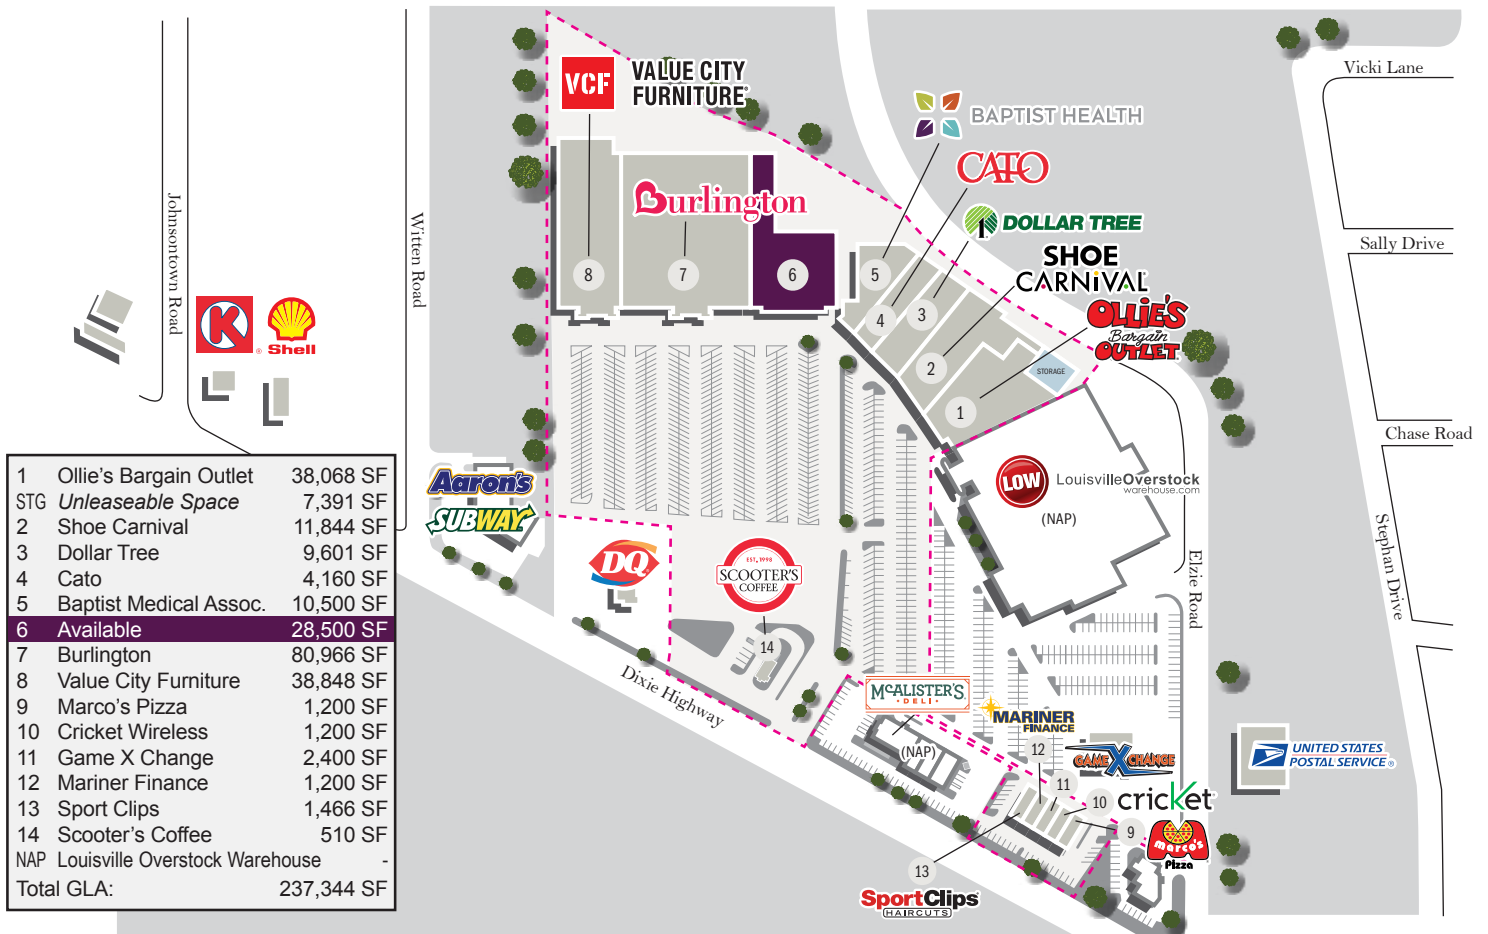 VCF
VALUE CITY
FURNITURE®
BAPTIST HEALTH
CATO
Burlington
1 DOLLAR TREE
SHOE
CARNiVAL
OLLiE'S
Bargain
OUTLET
Vicki Lane
Sally Drive
Chase Road
Stephan Drive
Elzie Road
Johnsontown Road
Witten Road
Dixie Highway
K
®
Shell
8
7
6
5
4
3
2
1
STORAGE
LOW
LouisvilleOverstock
warehouse.com
(NAP)
Aaron's
SUBWAY
DQ
EST. 1998
SCOOTER'S
COFFEE
14
McALISTER'S
• DELI •
(NAP)
MARINER
FINANCE
12
GAME X CHANGE
11
10
cricket
9
marco's
Pizza
13
SportClips
HAIRCUTS
UNITED STATES
POSTAL SERVICE®
1 Ollie's Bargain Outlet 38,068 SF
STG Unleaseable Space 7,391 SF
2 Shoe Carnival 11,844 SF
3 Dollar Tree 9,601 SF
4 Cato 4,160 SF
5 Baptist Medical Assoc. 10,500 SF
6 Available 28,500 SF
7 Burlington 80,966 SF
8 Value City Furniture 38,848 SF
9 Marco's Pizza 1,200 SF
10 Cricket Wireless 1,200 SF
11 Game X Change 2,400 SF
12 Mariner Finance 1,200 SF
13 Sport Clips 1,466 SF
14 Scooter's Coffee 510 SF
NAP Louisville Overstock Warehouse -
Total GLA: 237,344 SF